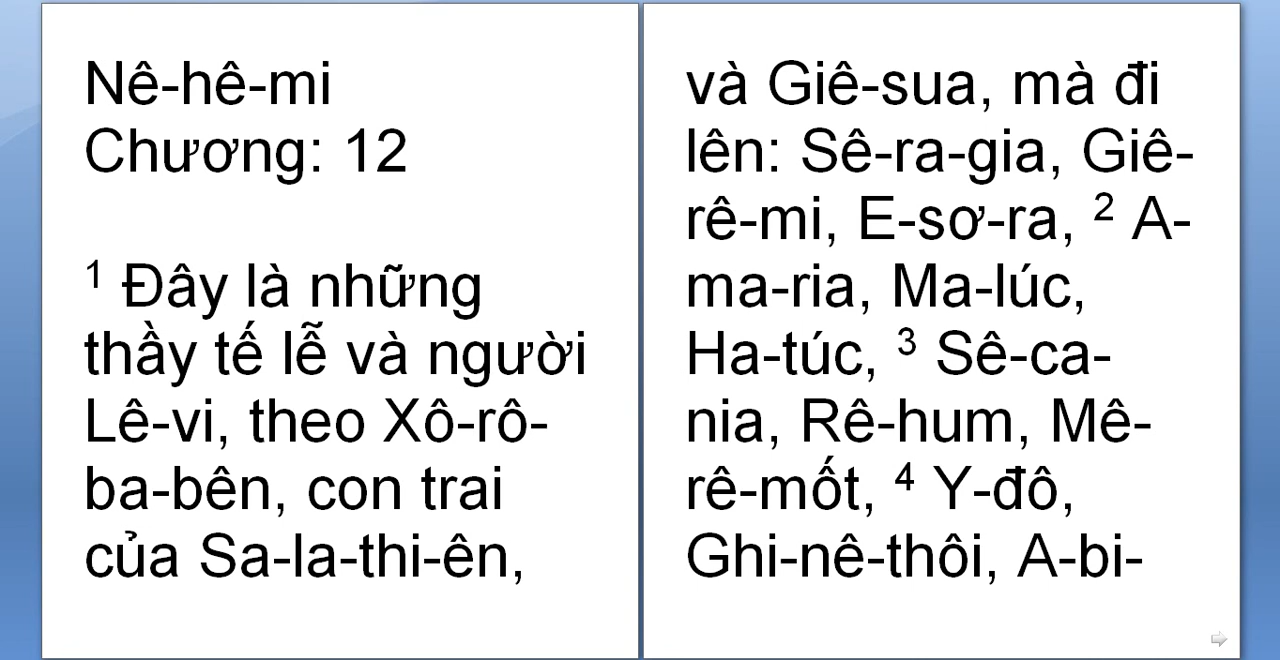 Nê-hê-mi
Chương: 12
¹ Đây là những
thầy tế lễ và người
Lê-vi, theo Xô-rô-
ba-bên, con trai
của Sa-la-thi-ên,
và Giê-sua, mà đi
lên: Sê-ra-gia, Giê-
rê-mi, E-sơ-ra, ² A-
ma-ria, Ma-lúc,
Ha-túc, ³ Sê-ca-
nia, Rê-hum, Mê-
rê-mốt, ⁴ Y-đô,
Ghi-nê-thôi, A-bi-